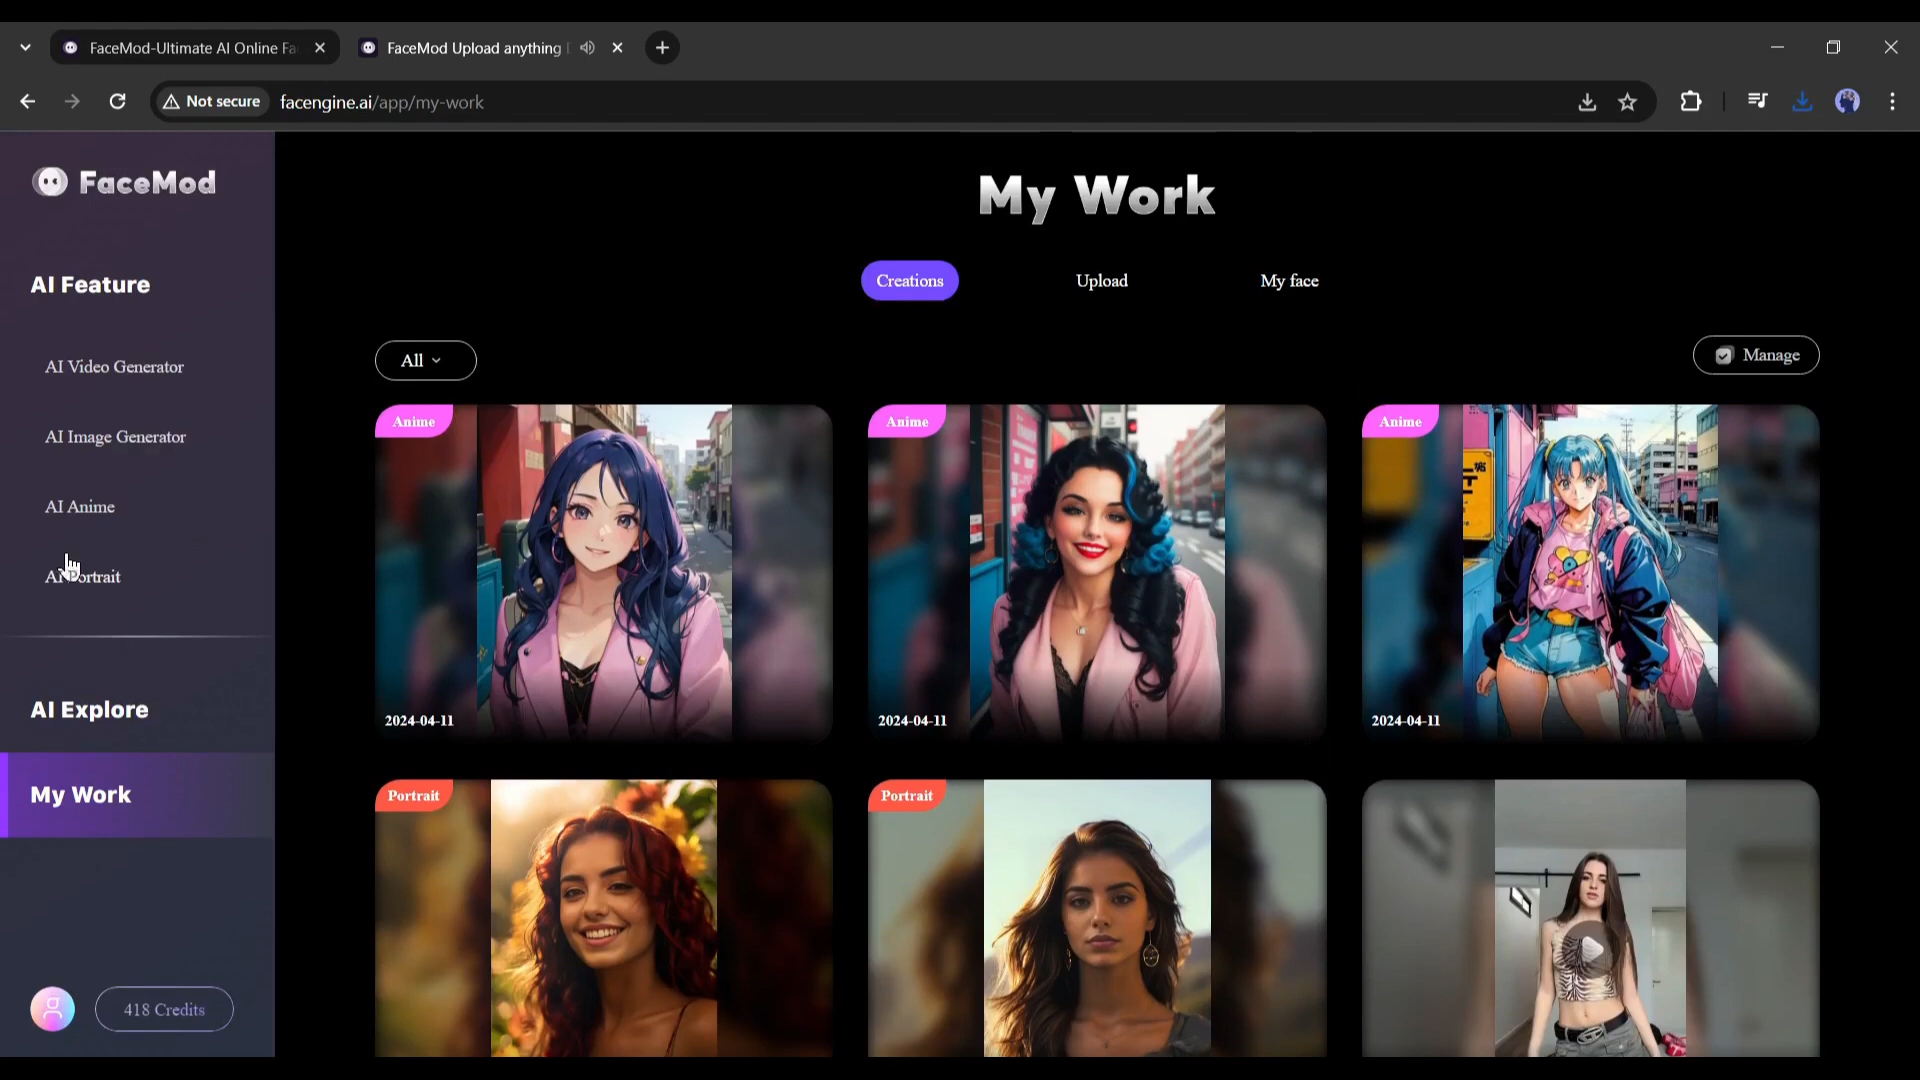 FaceMod-Ultimate AI Online Fa
FaceMod Upload anything
Not secure
facengine.ai/app/my-work
FaceMod
My Work
AI Feature
Creations
Upload
My face
All
Manage
AI Video Generator
AI Image Generator
AI Anime
AI Portrait
AI Explore
My Work
418 Credits
Anime
2024-04-11
Anime
2024-04-11
Anime
2024-04-11
Portrait
Portrait